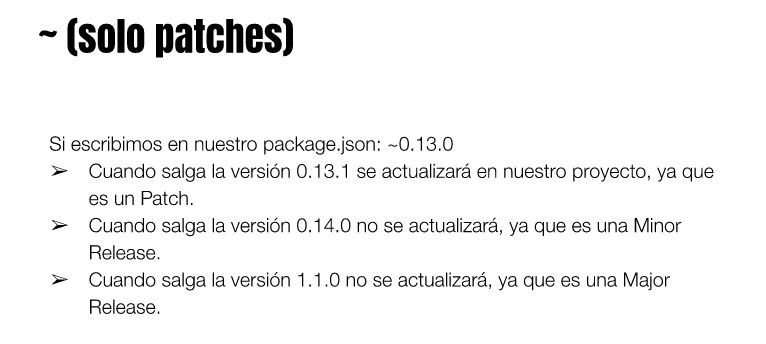 ~ (solo patches)
Si escribimos en nuestro package.json: ~0.13.0
➢ Cuando salga la versión 0.13.1 se actualizará en nuestro proyecto, ya que
es un Patch.
➢ Cuando salga la versión 0.14.0 no se actualizará, ya que es una Minor
Release.
➢ Cuando salga la versión 1.1.0 no se actualizará, ya que es una Major
Release.